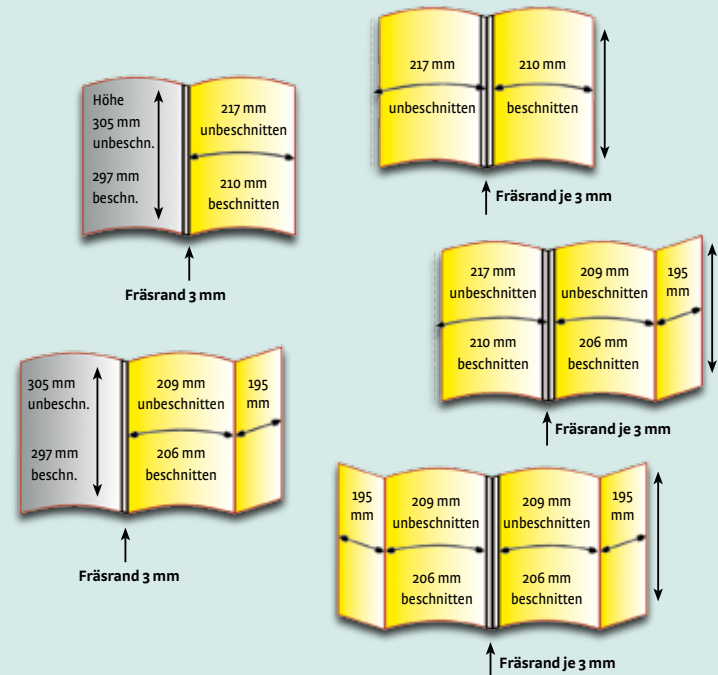 Höhe
305 mm
unbeschn.
297 mm
beschn.
217 mm
unbeschnitten
210 mm
beschnitten
Fräsrand 3 mm
217 mm
unbeschnitten
210 mm
beschnitten
Fräsrand je 3 mm
217 mm
unbeschnitten
210 mm
beschnitten
209 mm
unbeschnitten
206 mm
beschnitten
195
mm
Fräsrand je 3 mm
305 mm
unbeschn.
297 mm
beschn.
209 mm
unbeschnitten
206 mm
beschnitten
195
mm
Fräsrand 3 mm
195
mm
209 mm
unbeschnitten
206 mm
beschnitten
209 mm
unbeschnitten
206 mm
beschnitten
195
mm
Fräsrand je 3 mm